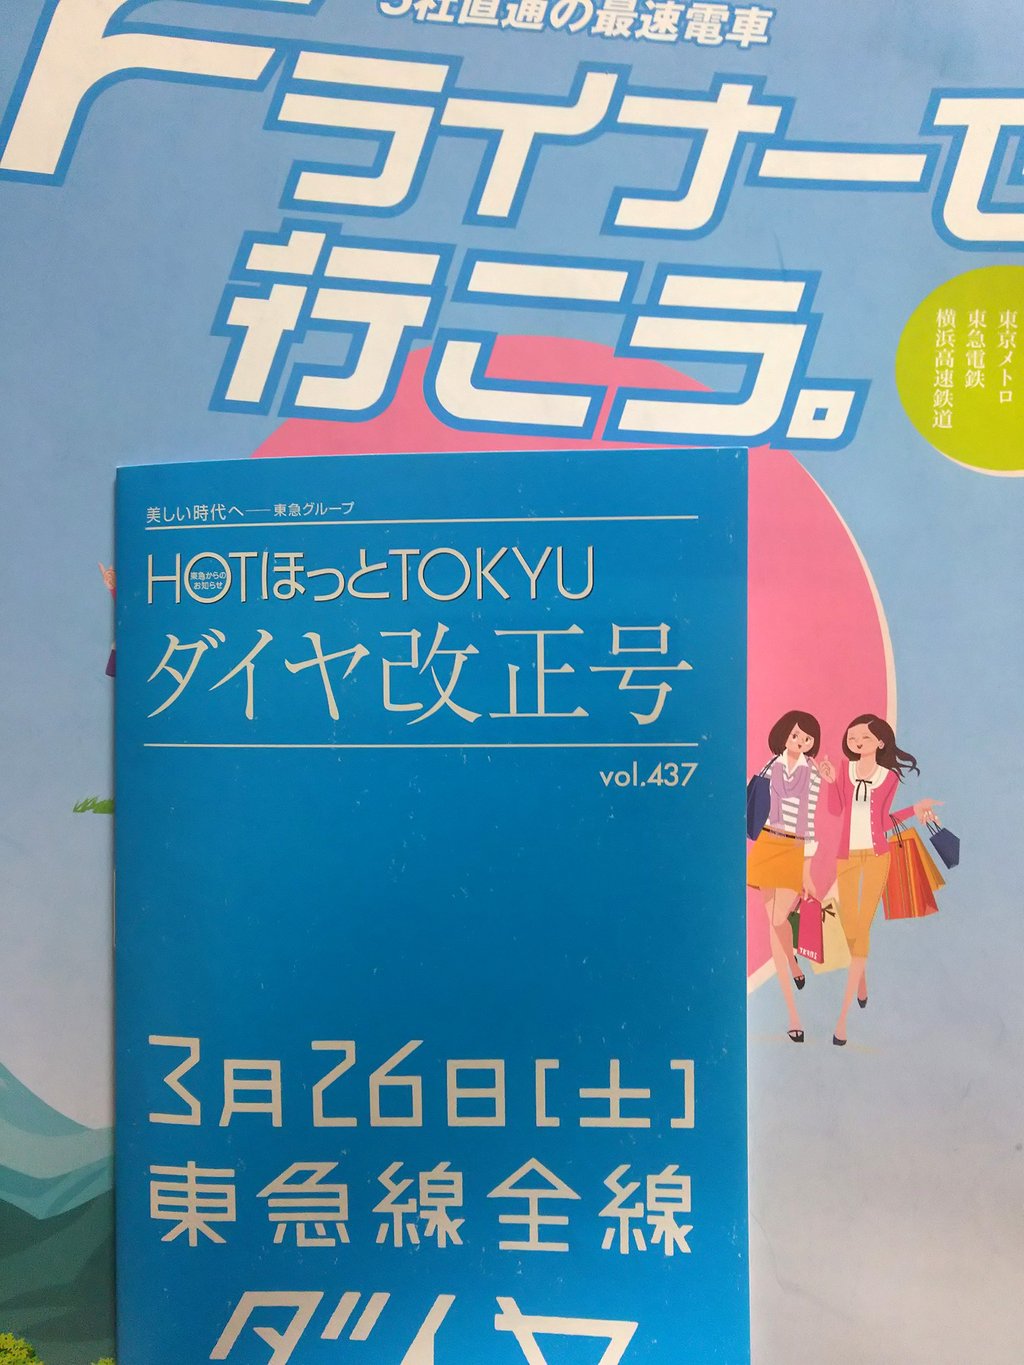 社直通の最速電車
ドライナーで
行こう。
東京メトロ
東急電鉄
横浜高速鉄道
美しい時代へ——東急グループ
HOTほっとTOKYU
東急からの
お知らせ
ダイヤ改正号
vol.437
3月26日[土]
東急線全線
ダイヤ